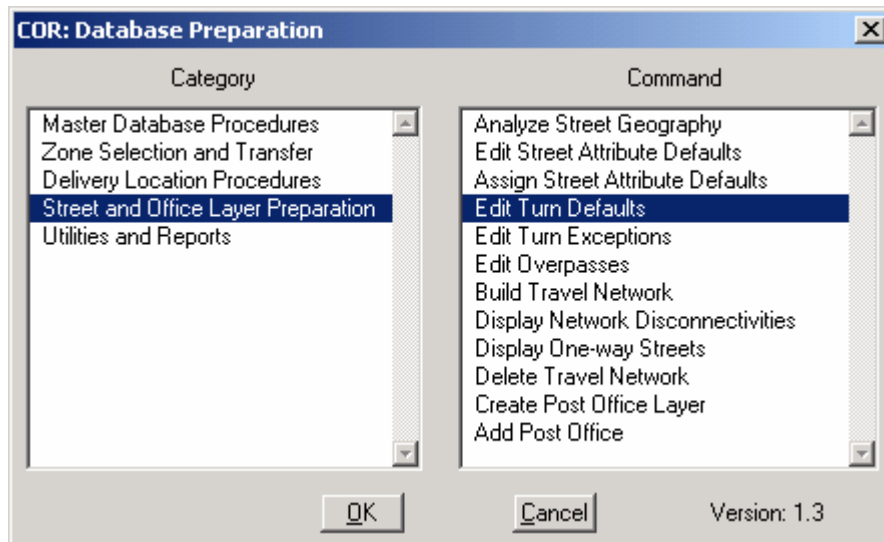 COR: Database Preparation
Category
Command
Master Database Procedures
Zone Selection and Transfer
Delivery Location Procedures
Street and Office Layer Preparation
Utilities and Reports
Analyze Street Geography
Edit Street Attribute Defaults
Assign Street Attribute Defaults
Edit Turn Defaults
Edit Turn Exceptions
Edit Overpasses
Build Travel Network
Display Network Disconnectivities
Display One-way Streets
Delete Travel Network
Create Post Office Layer
Add Post Office
OK
Cancel
Version: 1.3